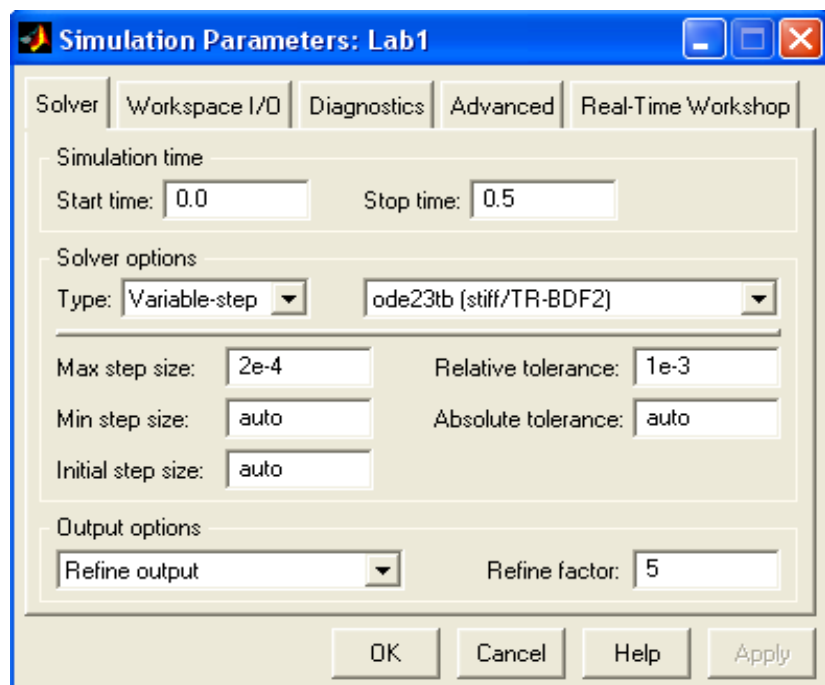 Simulation Parameters: Lab1
Solver Workspace I/O Diagnostics Advanced Real-Time Workshop
Simulation time
Start time: 0.0 Stop time: 0.5
Solver options
Type: Variable-step ode23tb (stiff/TR-BDF2)
Max step size: 2e-4 Relative tolerance: 1e-3
Min step size: auto Absolute tolerance: auto
Initial step size: auto
Output options
Refine output Refine factor: 5
OK Cancel Help Apply